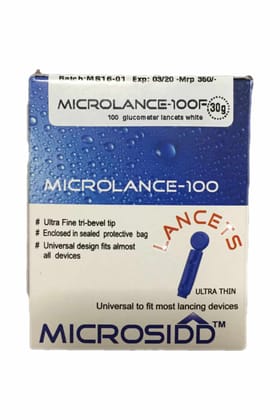 Batch:MS16-01 Exp: 03/20 -Mrp 350/-
MICROLANCE-100F 30g
100 glucometer lancets white
MICROLANCE-100
# Ultra Fine tri-bevel tip
# Enclosed in sealed protective bag
# Universal design fits almost
all devices
LANCETS
ULTRA THIN
Universal to fit most lancing devices
MICROSIDD™